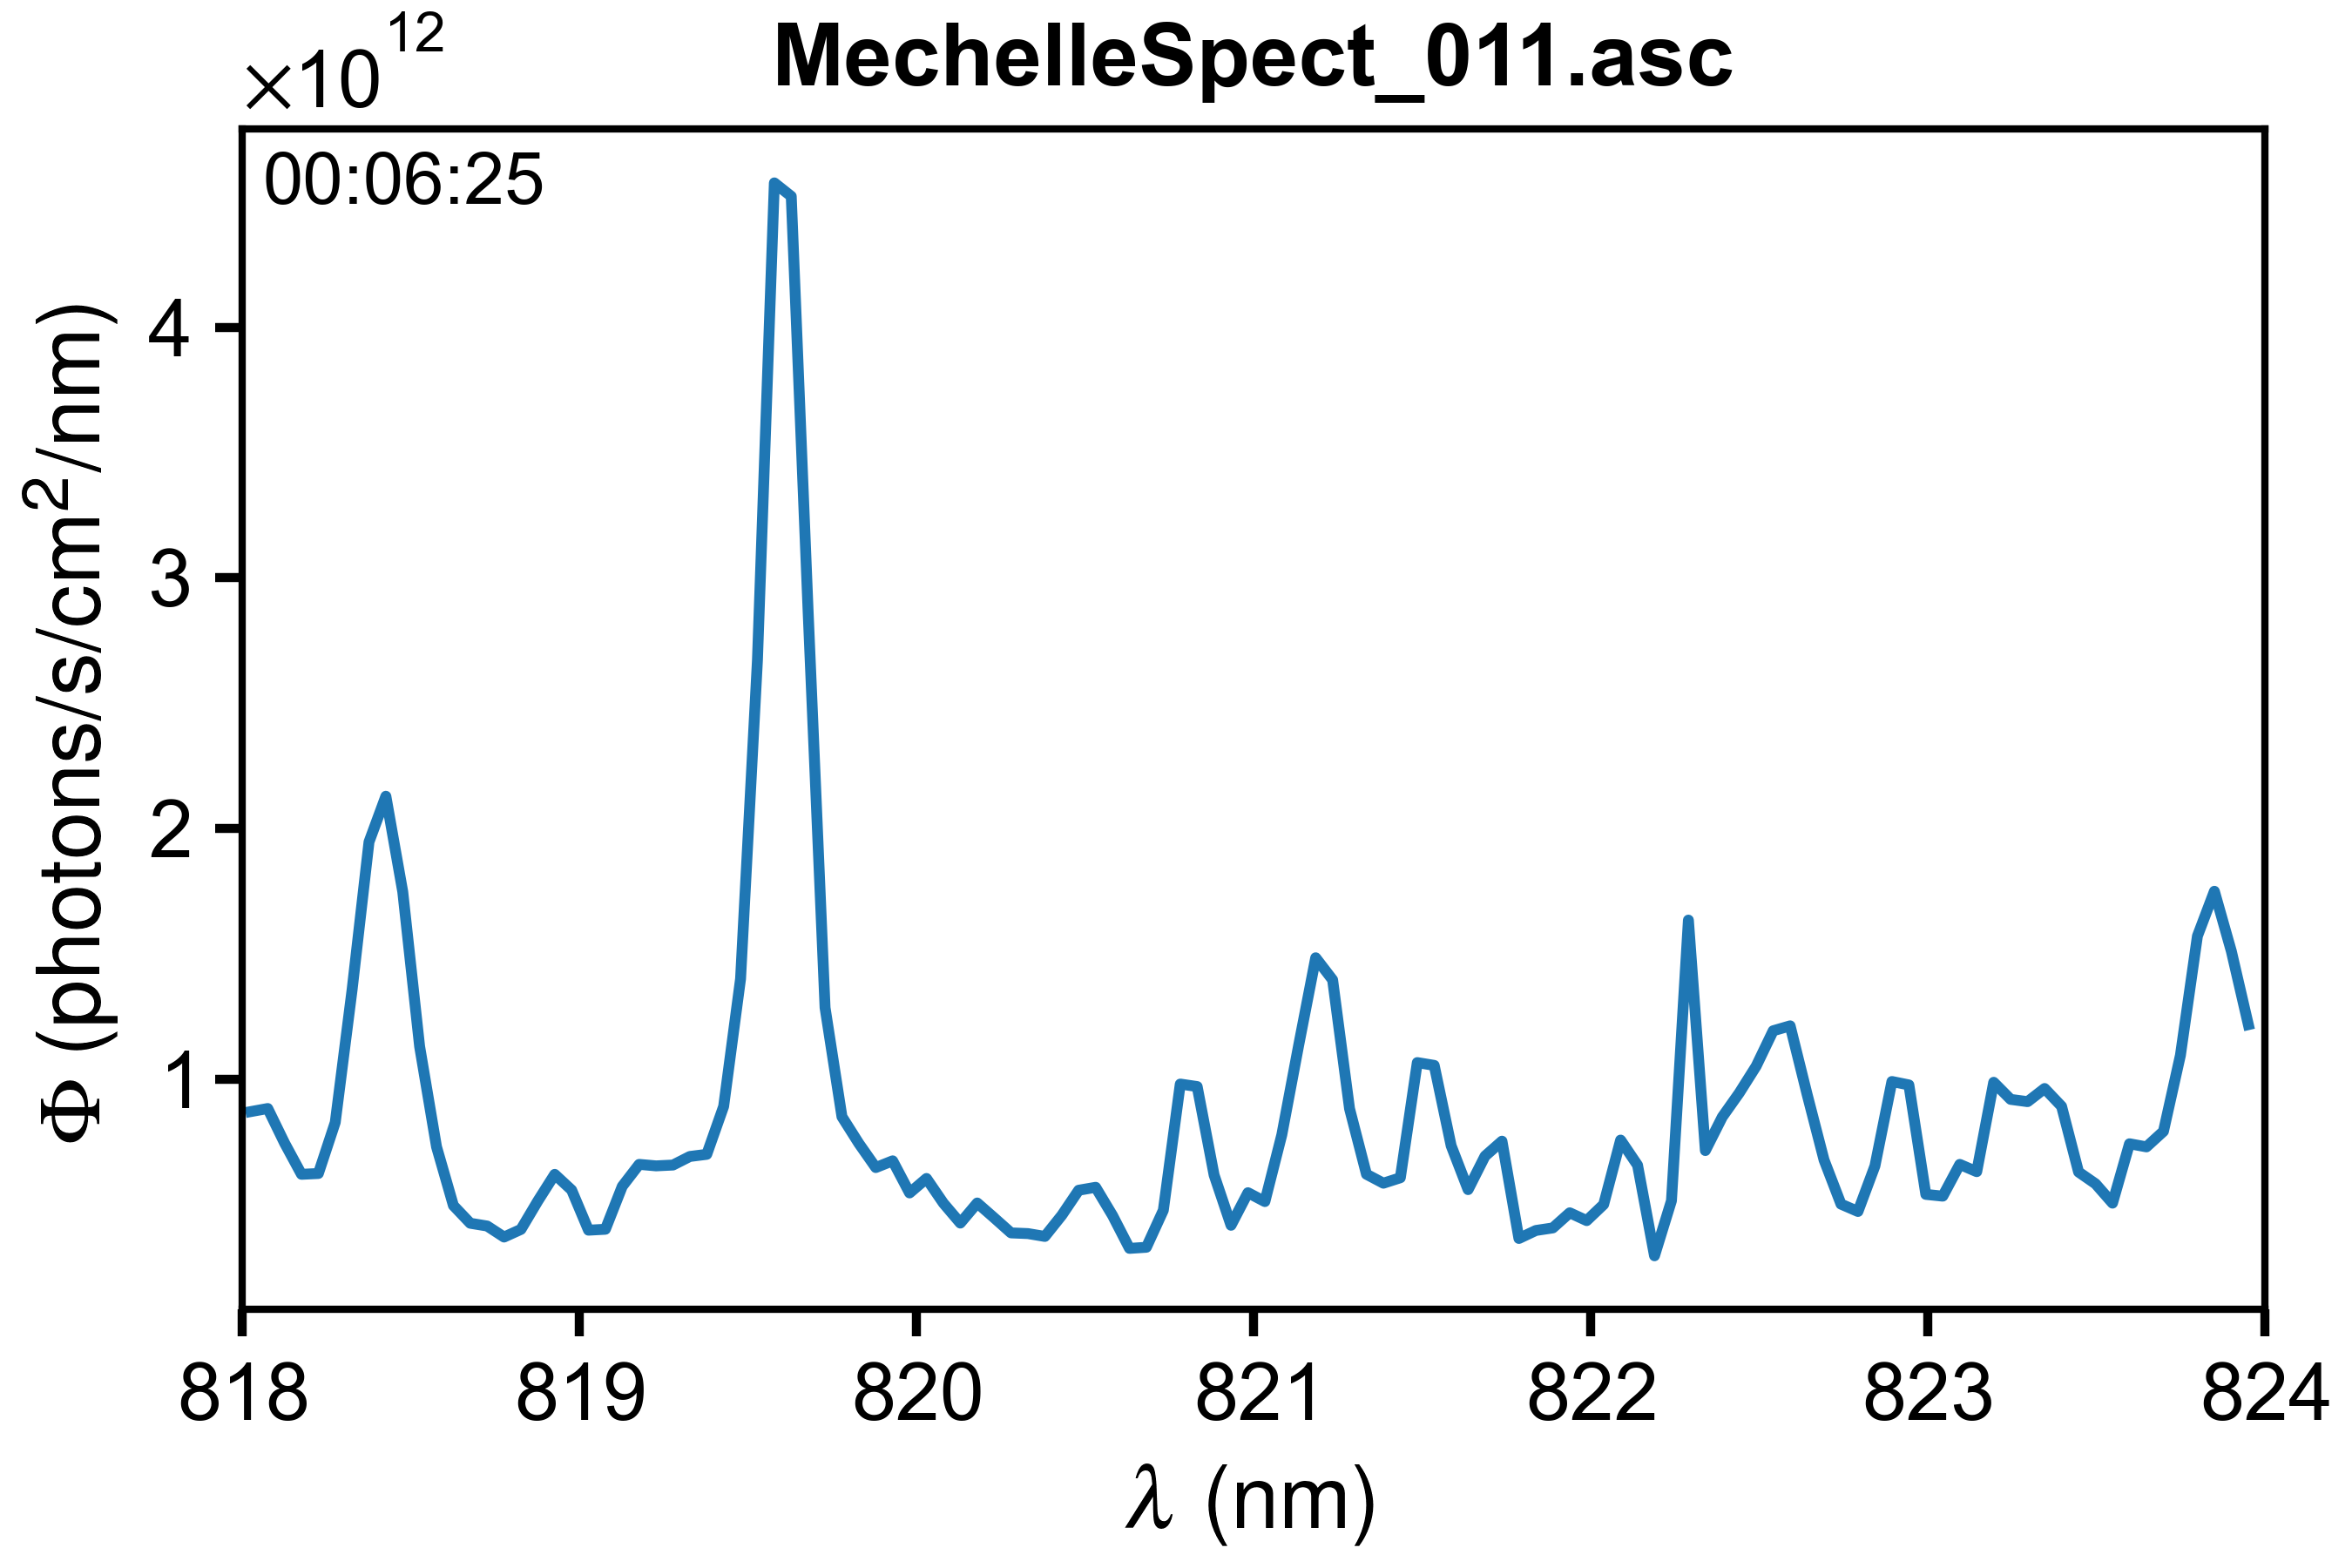 ×10¹²
MechelleSpect_011.asc
00:06:25
Φ (photons/s/cm²/nm)
4
3
2
1
818 819 820 821 822 823 824
λ (nm)